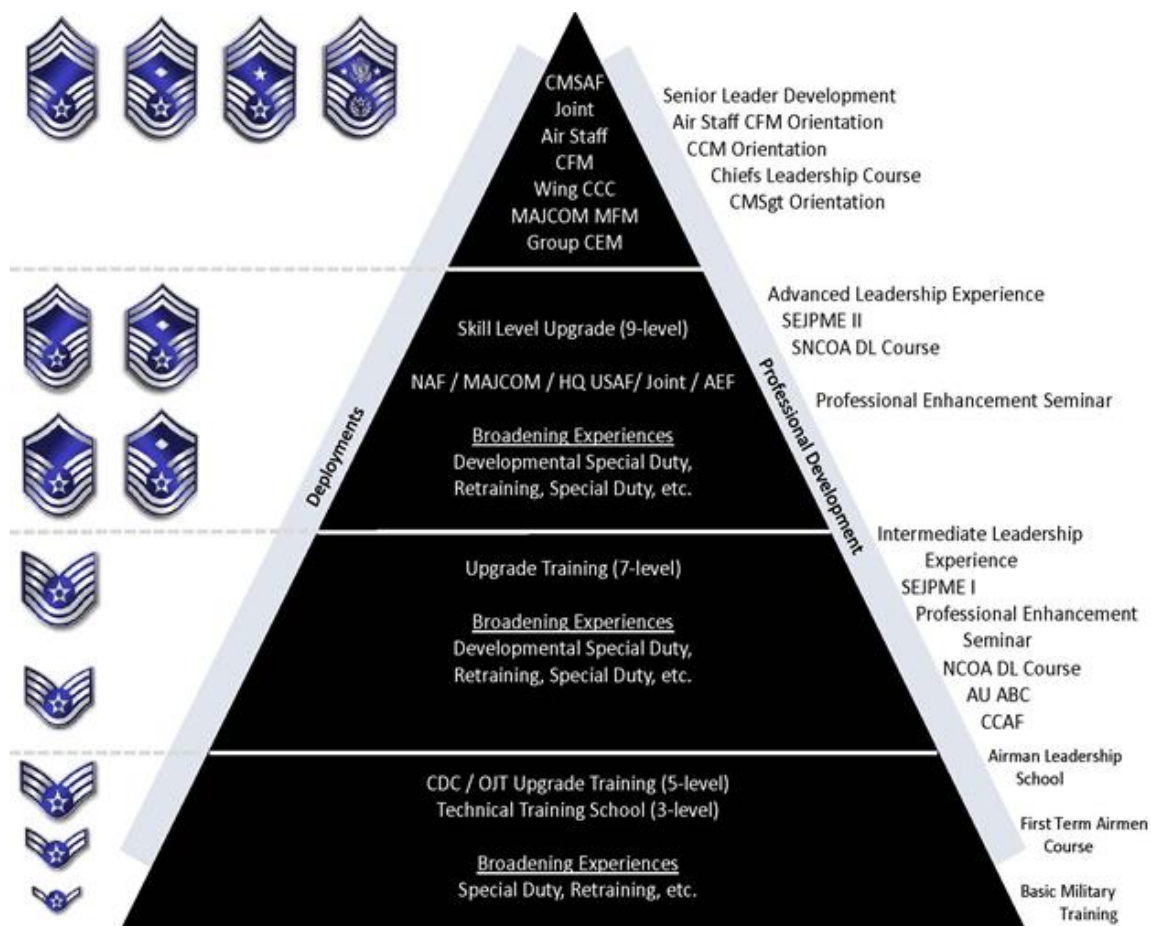 CMSAF
Joint
Air Staff
CFM
Wing CCC
MAJCOM MFM
Group CEM
Senior Leader Development
Air Staff CFM Orientation
CCM Orientation
Chiefs Leadership Course
CMSgt Orientation
Skill Level Upgrade (9-level)
NAF / MAJCOM / HQ USAF/ Joint / AEF
Broadening Experiences
Developmental Special Duty,
Retraining, Special Duty, etc.
Advanced Leadership Experience
SEJPME II
SNCOA DL Course
Professional Enhancement Seminar
Deployments
Professional Development
Upgrade Training (7-level)
Broadening Experiences
Developmental Special Duty,
Retraining, Special Duty, etc.
Intermediate Leadership
Experience
SEJPME I
Professional Enhancement
Seminar
NCOA DL Course
AU ABC
CCAF
CDC / OJT Upgrade Training (5-level)
Technical Training School (3-level)
Broadening Experiences
Special Duty, Retraining, etc.
Airman Leadership
School
First Term Airmen
Course
Basic Military
Training